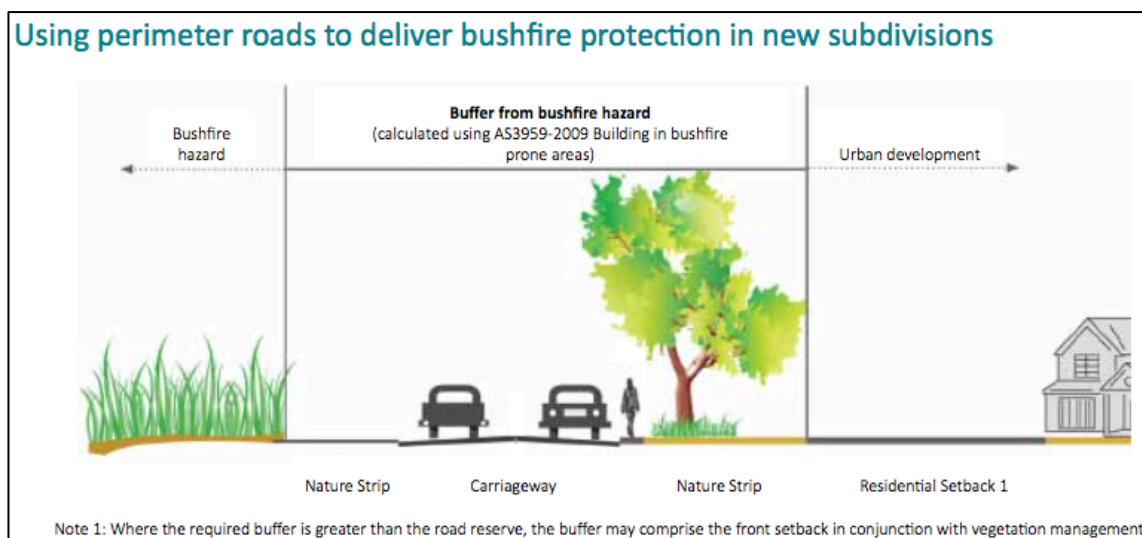 Using perimeter roads to deliver bushfire protection in new subdivisions
Bushfire
hazard
Buffer from bushfire hazard
(calculated using AS3959-2009 Building in bushfire
prone areas)
Urban development
Nature Strip
Carriageway
Nature Strip
Residential Setback 1
Note 1: Where the required buffer is greater than the road reserve, the buffer may comprise the front setback in conjunction with vegetation management